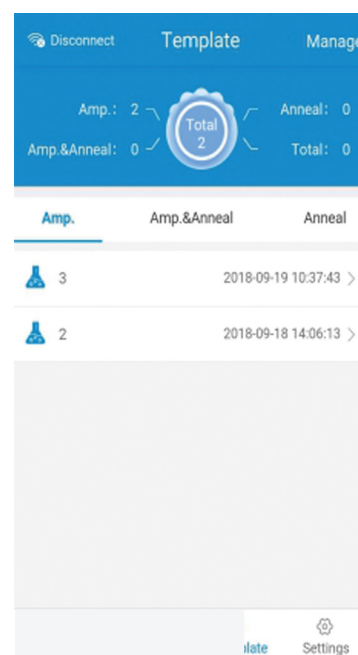 Disconnect Template Manage
Amp.: 2 Total 2 Anneal: 0
Amp.&Anneal: 0 Total: 0
Amp. Amp.&Anneal Anneal
3 2018-09-19 10:37:43
2 2018-09-18 14:06:13
plate Settings